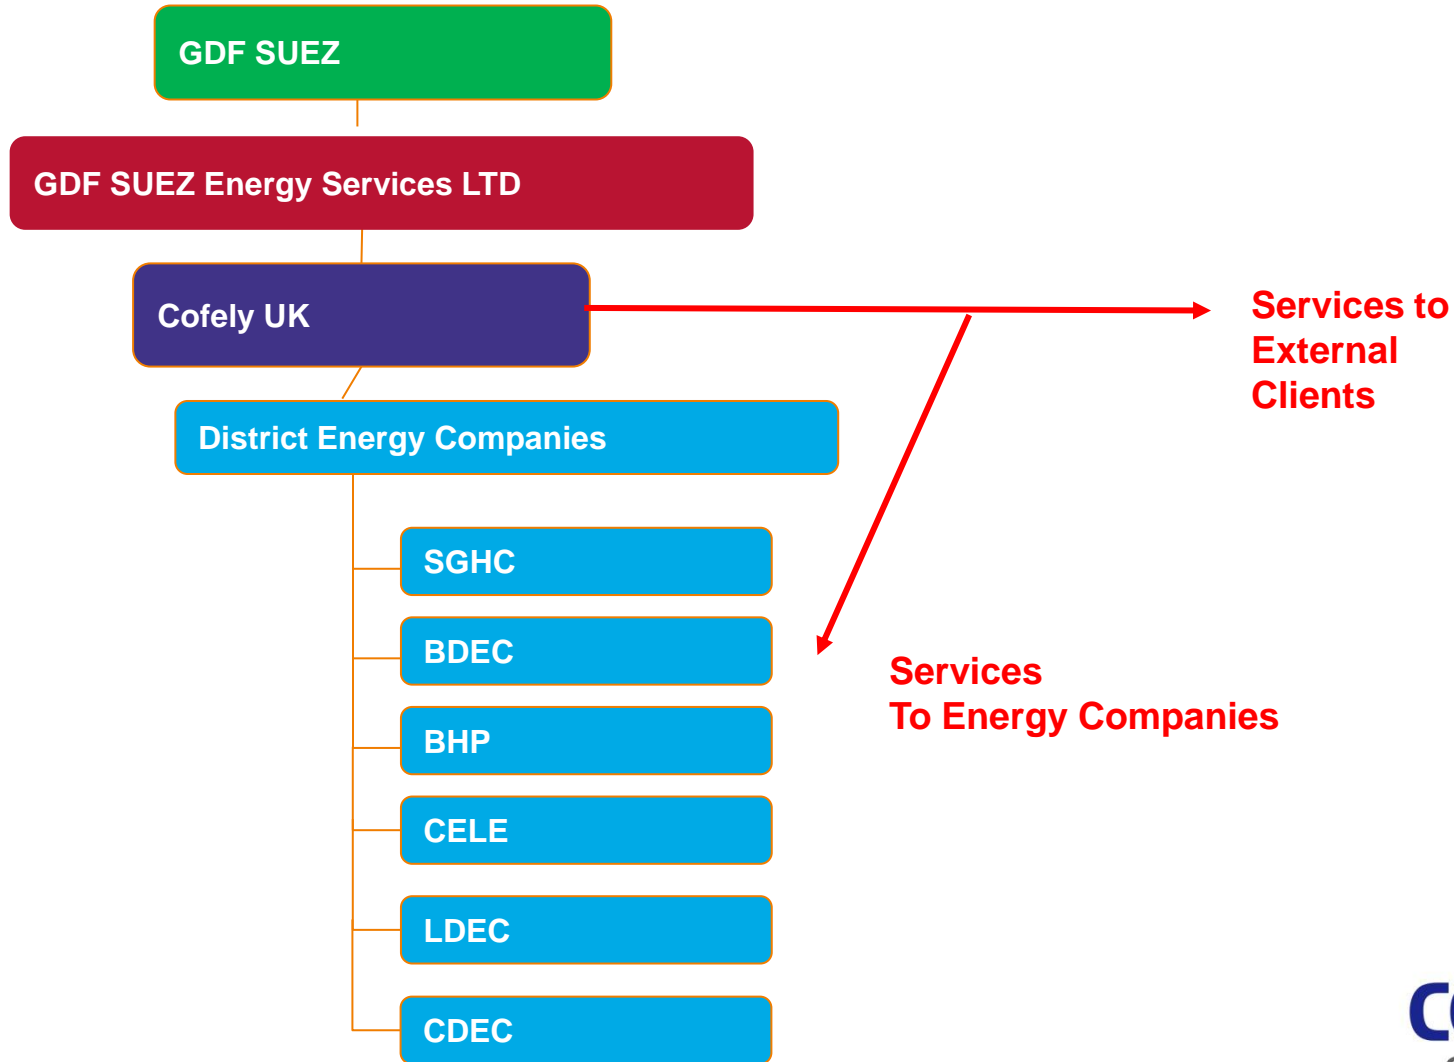 GDF SUEZ
GDF SUEZ Energy Services LTD
Cofely UK
Services to
External
Clients
District Energy Companies
SGHC
BDEC
Services
To Energy Companies
BHP
CELE
LDEC
CDEC